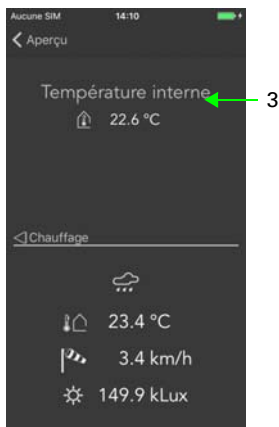 Aucune SIM 14:10
Aperçu
Température interne 3
22.6 °C
Chauffage
23.4 °C
3.4 km/h
149.9 kLux